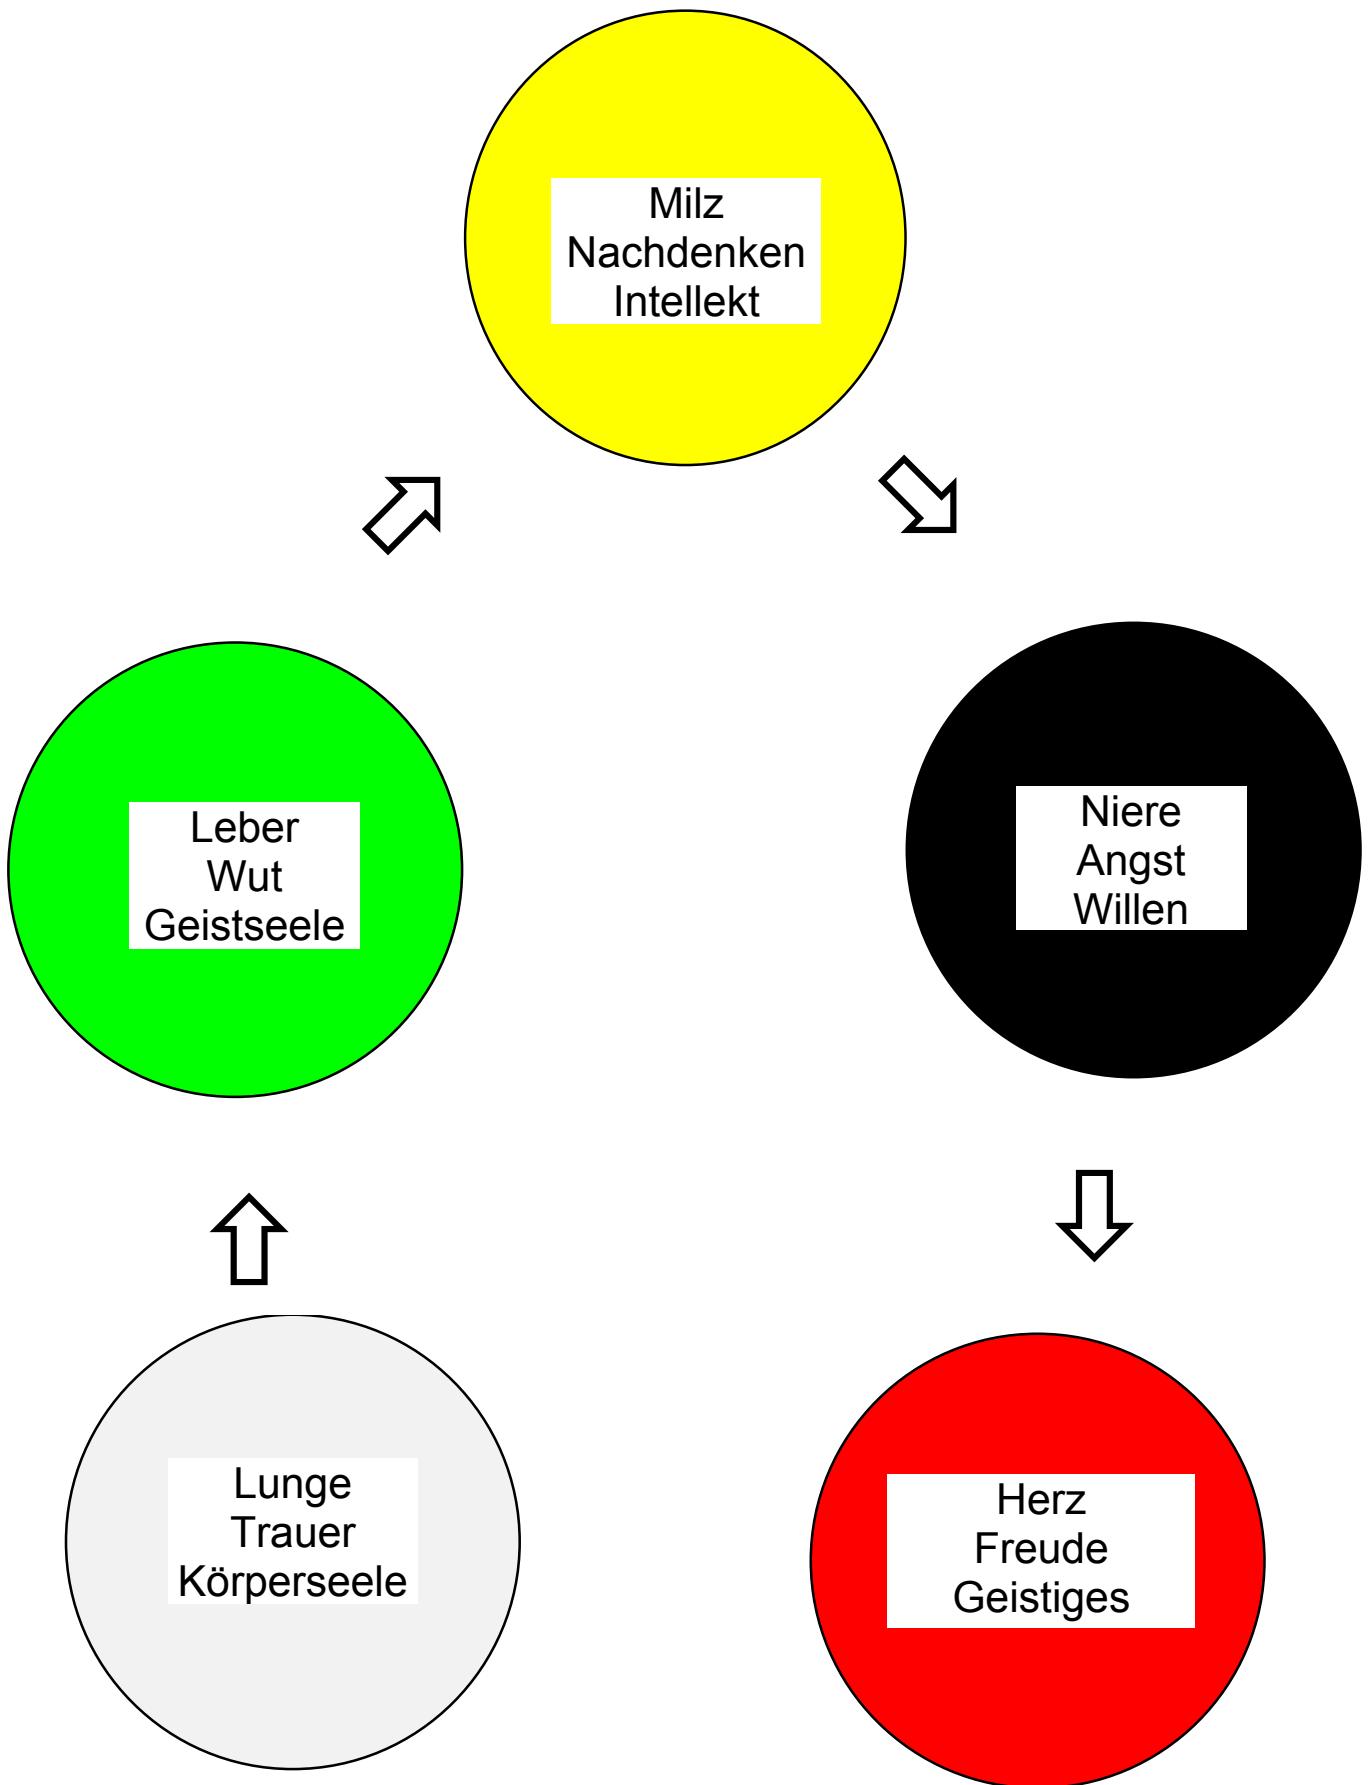 Milz
Nachdenken
Intellekt
Leber
Wut
Geistseele
Niere
Angst
Willen
Lunge
Trauer
Körperseele
Herz
Freude
Geistiges